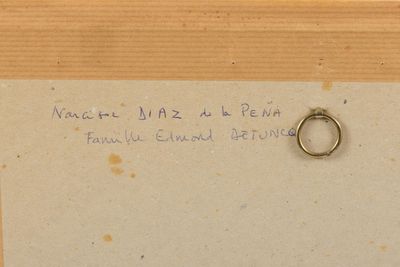 Narcisse DIAZ de la PEÑA
Famille Edmond